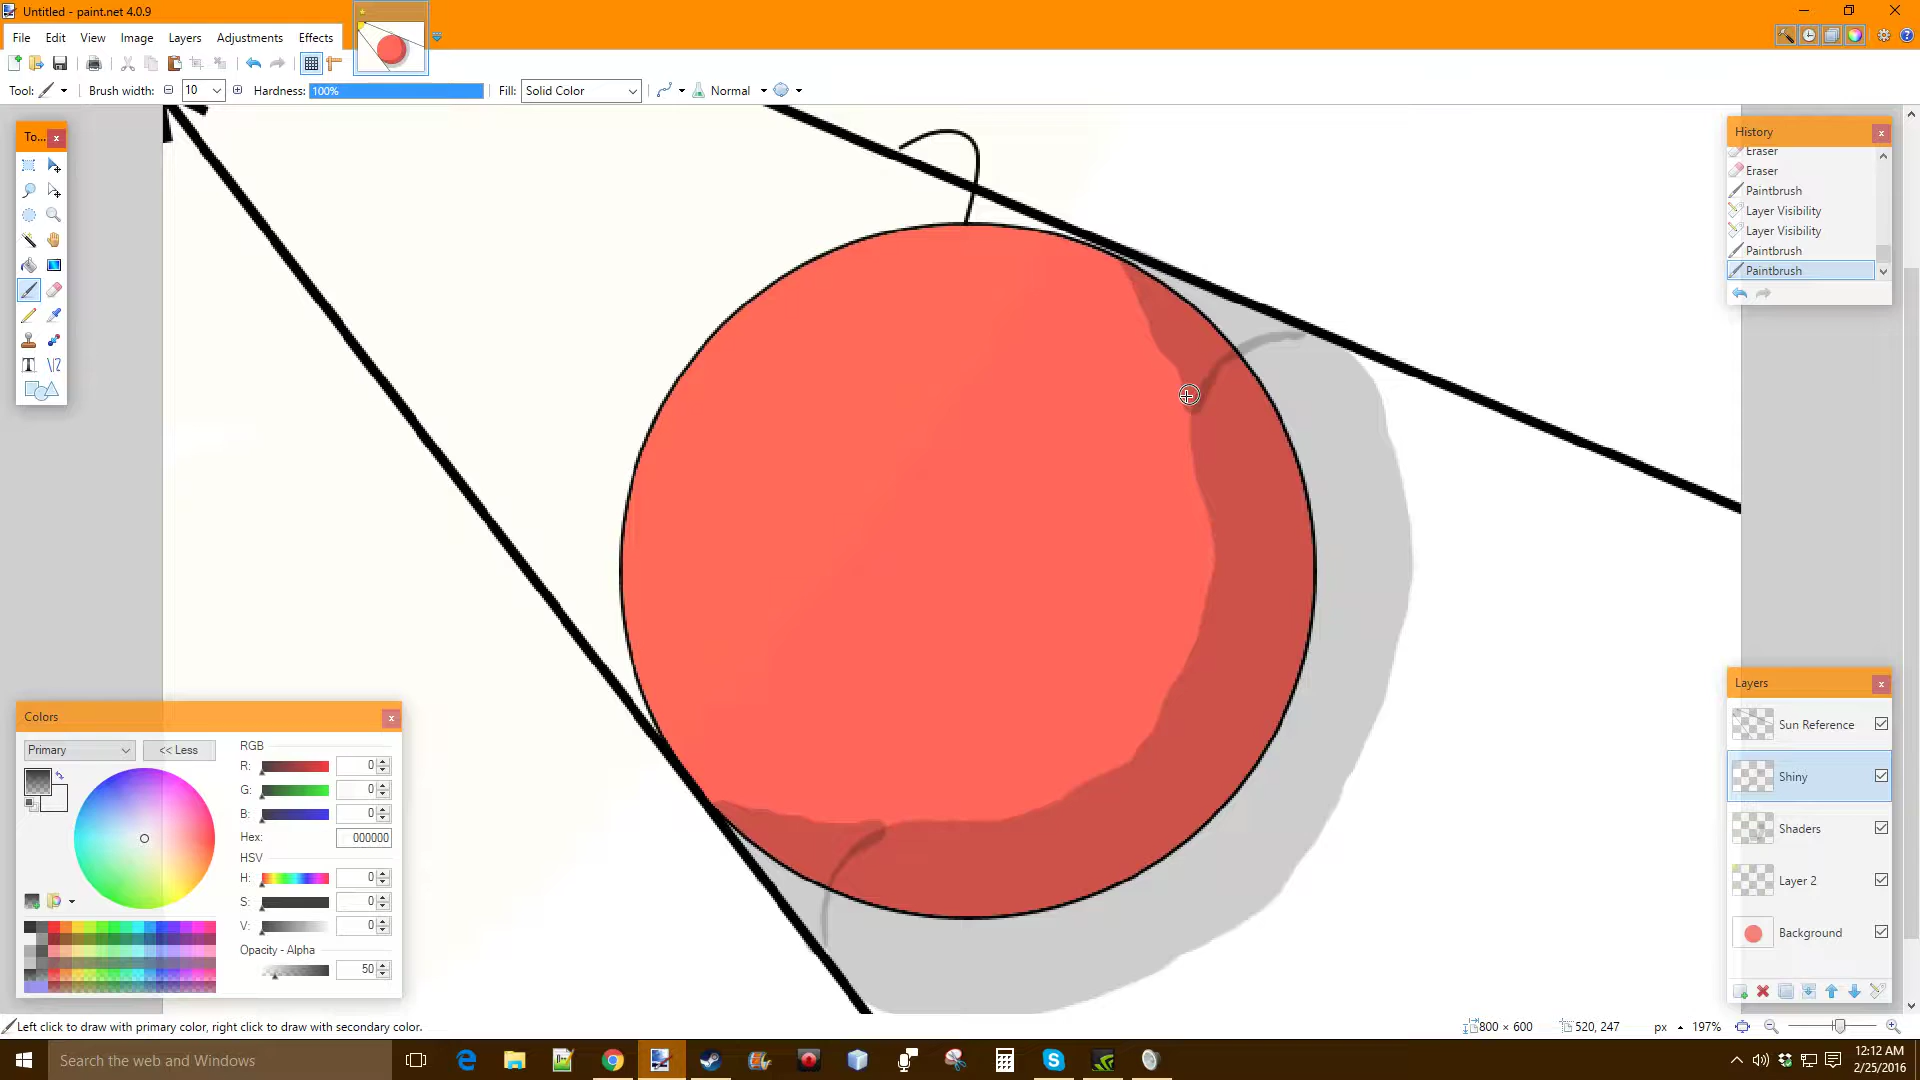 Untitled - paint.net 4.0.9
File Edit View Image Layers Adjustments Effects
Tool: Brush width: 10 Hardness: 100% Fill: Solid Color Normal
To...
History
Eraser
Eraser
Paintbrush
Layer Visibility
Layer Visibility
Paintbrush
Paintbrush
Colors
Primary << Less
RGB
R: 0
G: 0
B: 0
Hex: 000000
HSV
H: 0
S: 0
V: 0
Opacity - Alpha
50
Layers
Sun Reference
Shiny
Shaders
Layer 2
Background
Left click to draw with primary color, right click to draw with secondary color. 800 × 600 520, 247 px 197%
Search the web and Windows
12:12 AM
2/25/2016